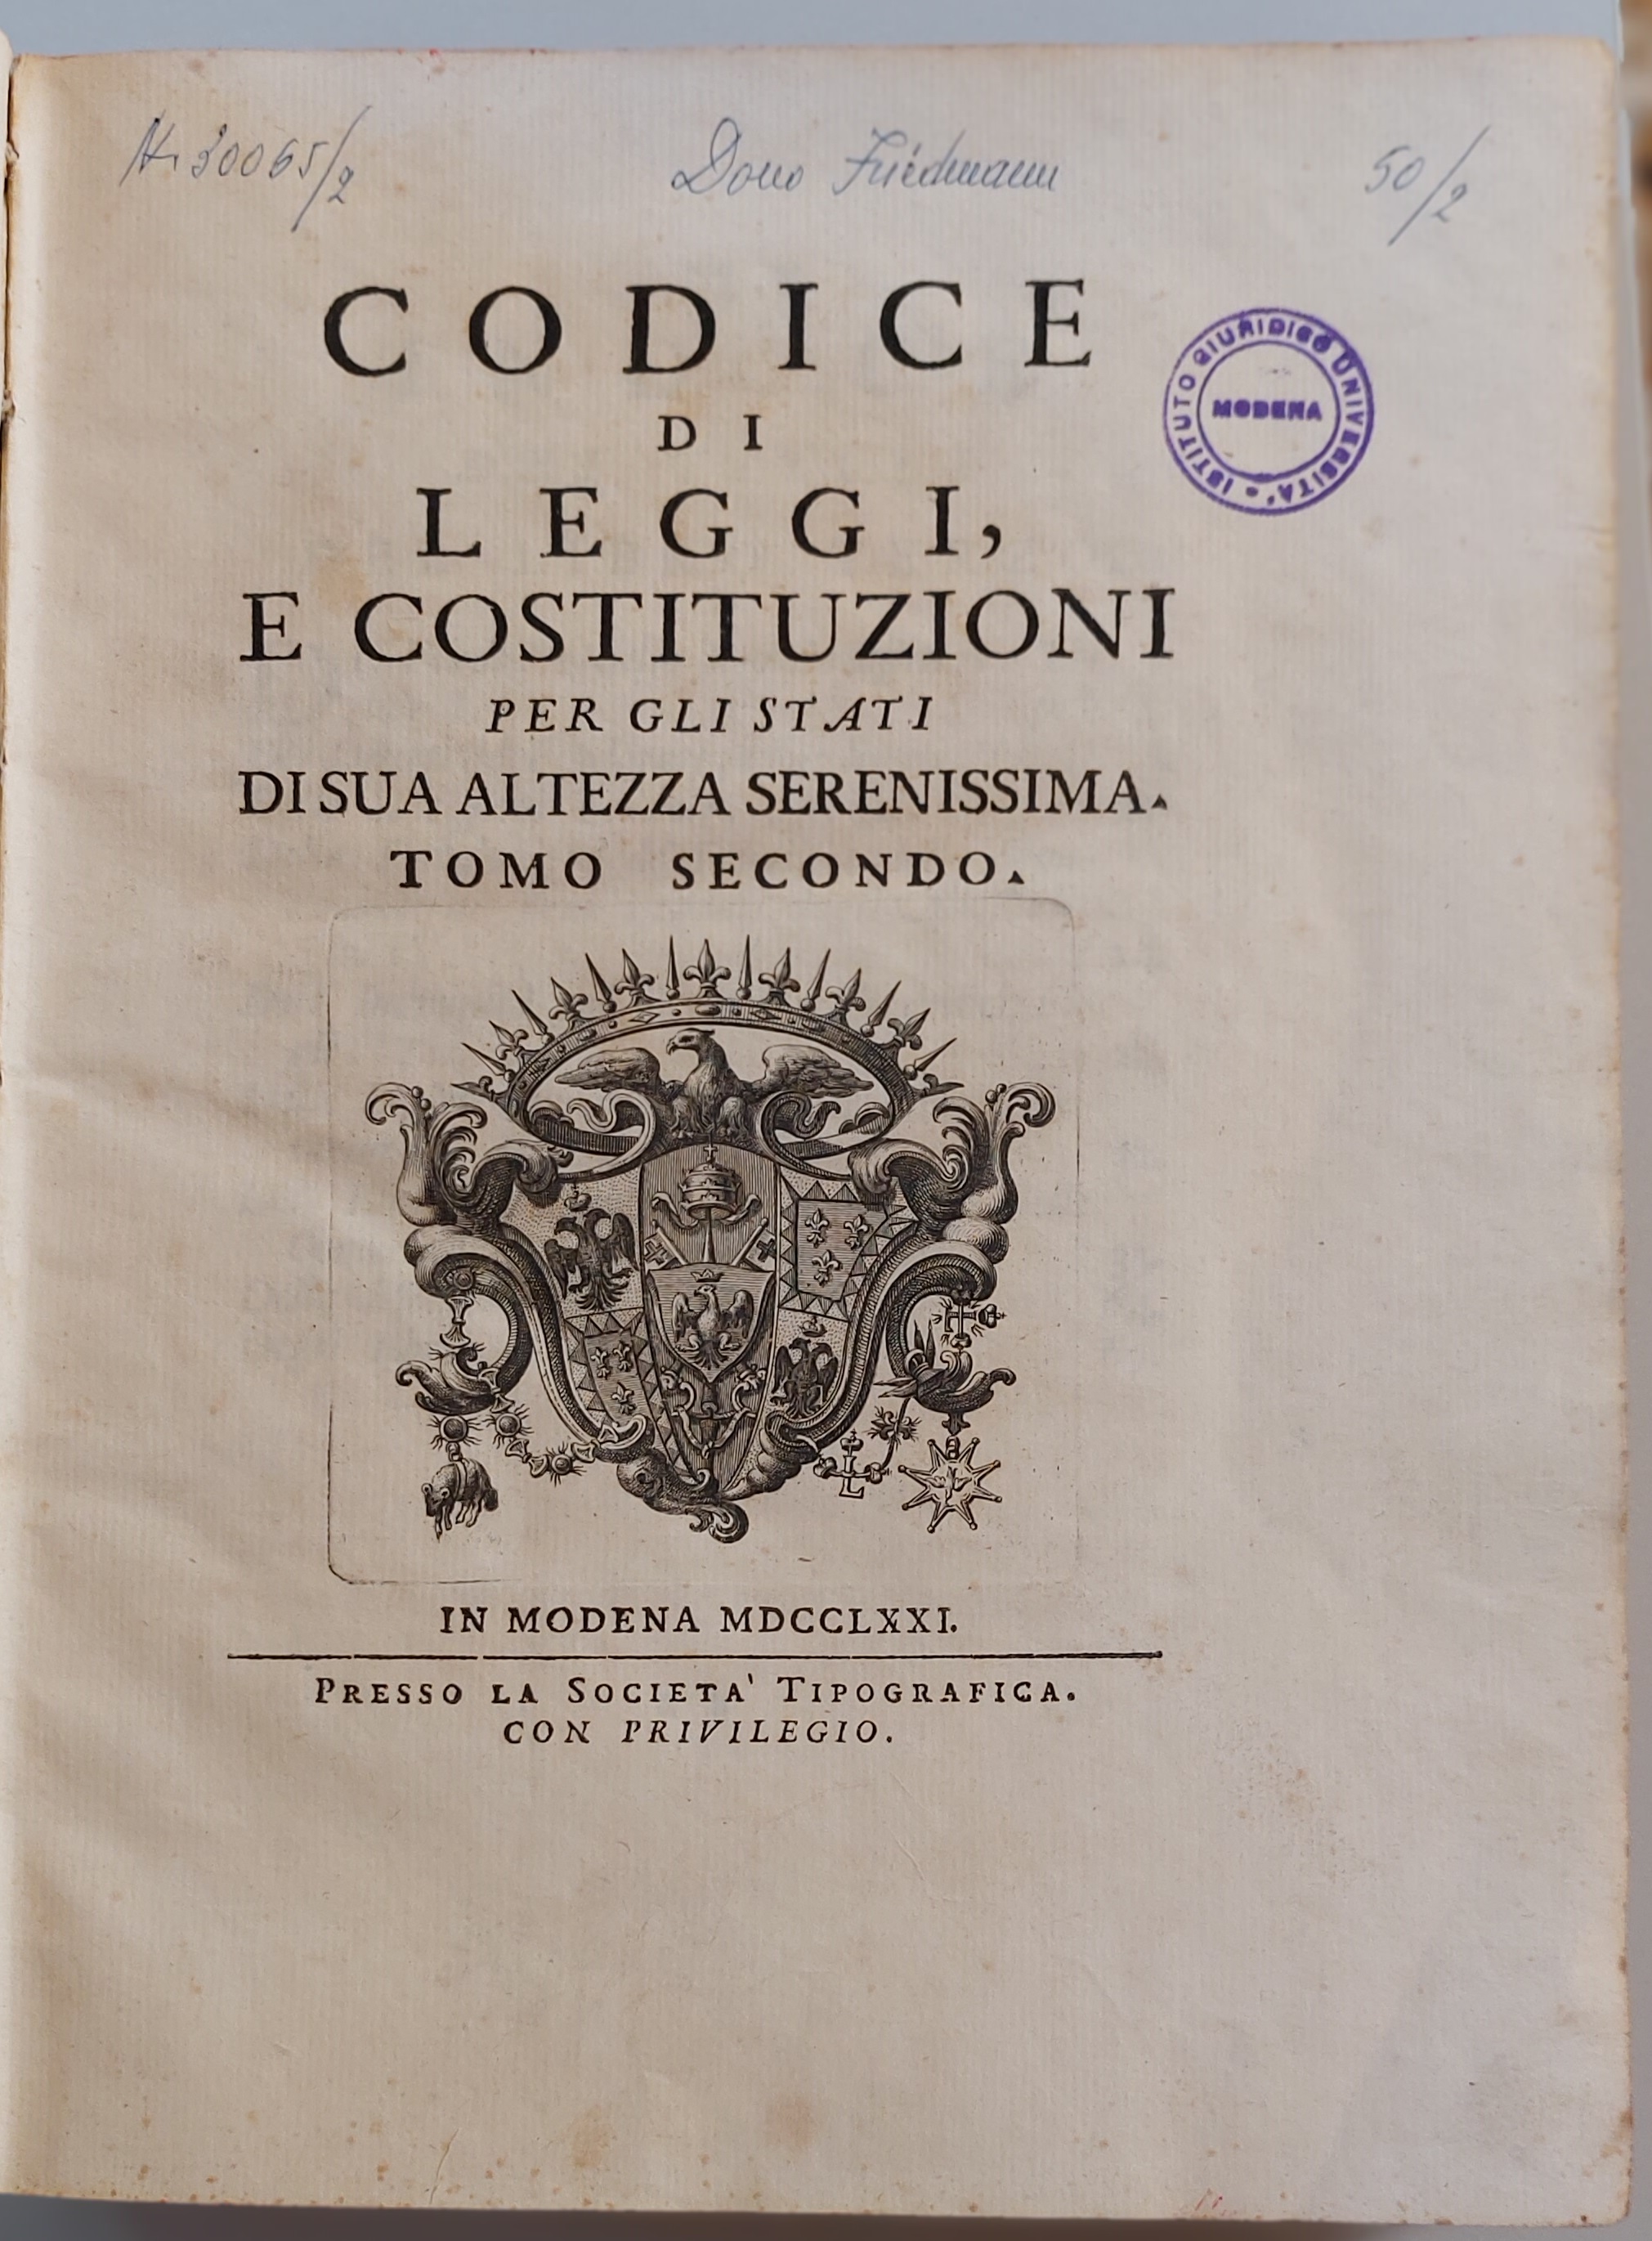 N. 30065/2 Dono Friedmann 50/2
CODICE
DI
LEGGI,
E COSTITUZIONI
PER GLI STATI
DI SUA ALTEZZA SERENISSIMA.
TOMO SECONDO.
ISTITUTO GIURIDICO UNIVERSITA'
MODENA
L
IN MODENA MDCCLXXI.
PRESSO LA SOCIETA' TIPOGRAFICA.
CON PRIVILEGIO.